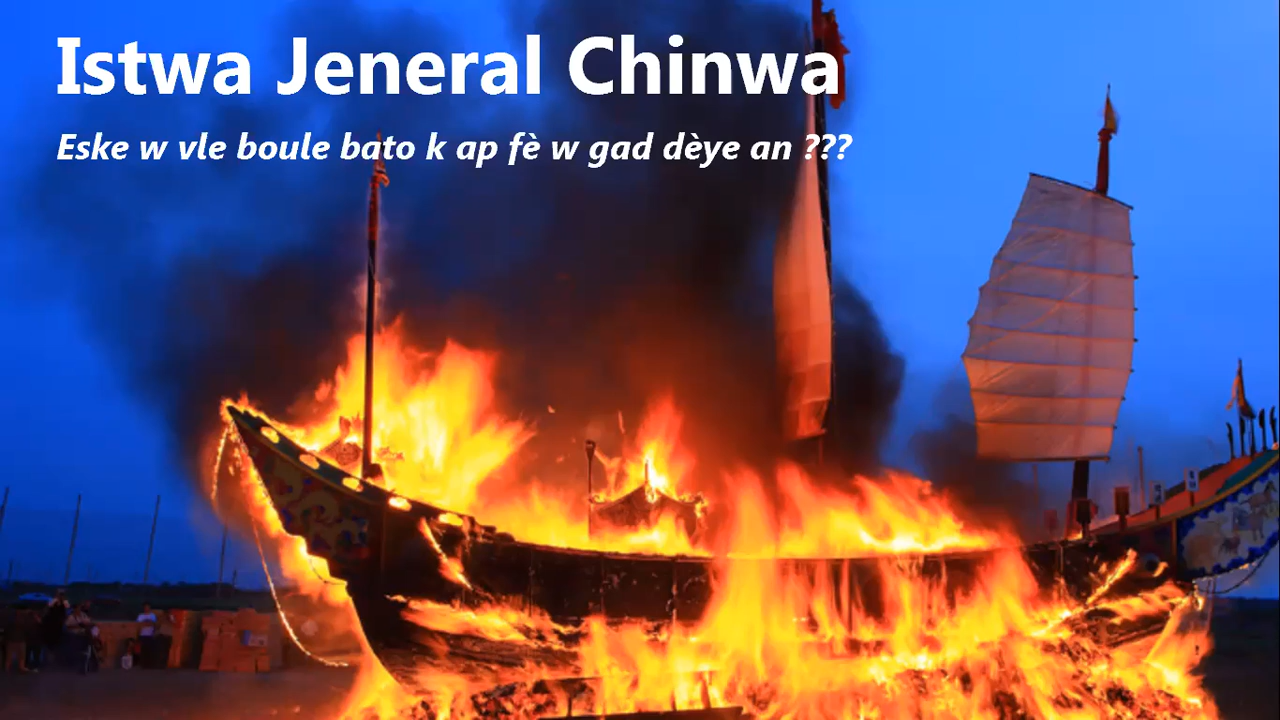 Istwa Jeneral Chinwa
Eske w vle boule bato k ap fè w gad dèye an ???